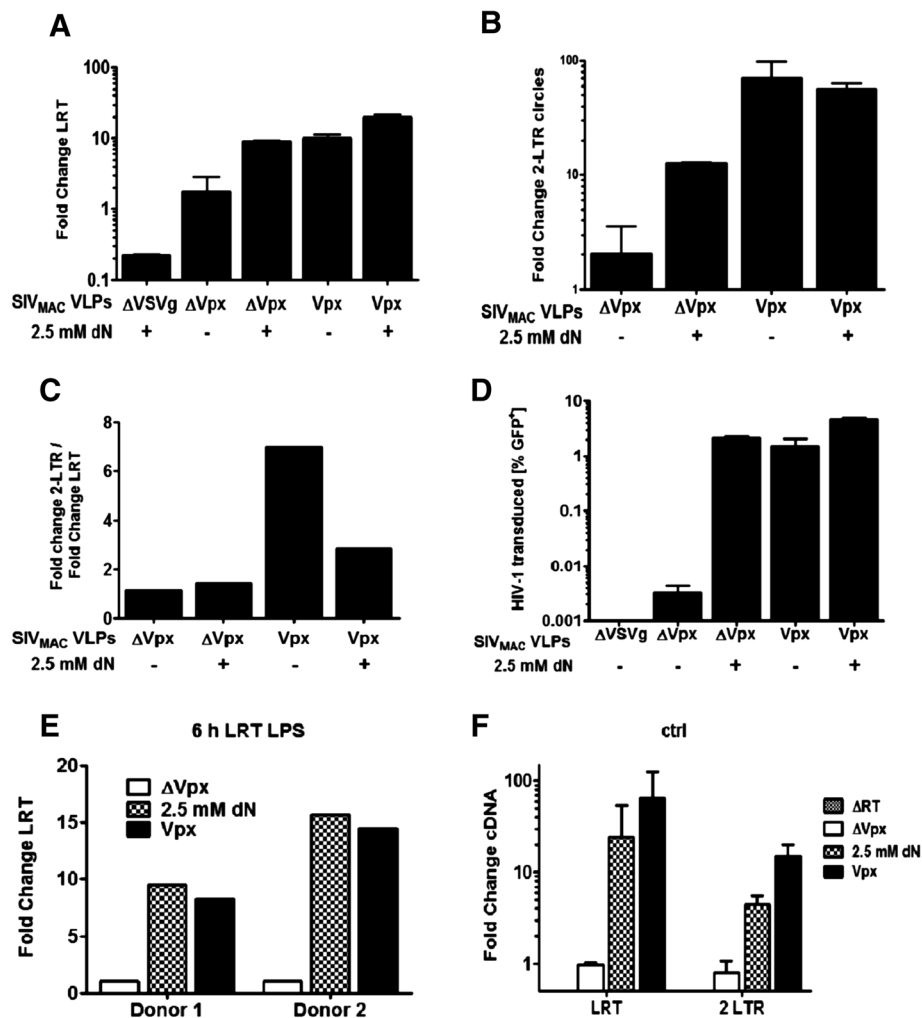 A
Fold Change LRT
100
10
1
0.1
SIVMAC VLPs ΔVSVg ΔVpx ΔVpx Vpx Vpx
2.5 mM dN + - + - +
B
Fold Change 2-LTR circles
100
10
1
SIVMAC VLPs ΔVpx ΔVpx Vpx Vpx
2.5 mM dN - + - +
C
Fold change 2-LTR /
Fold Change LRT
8
6
4
2
0
SIVMAC VLPs ΔVpx ΔVpx Vpx Vpx
2.5 mM dN - + - +
D
HIV-1 transduced [% GFP+]
10
1
0.1
0.01
0.001
SIVMAC VLPs ΔVSVg ΔVpx ΔVpx Vpx Vpx
2.5 mM dN - - + - +
E
6 h LRT LPS
Fold Change LRT
20
15
10
5
0
ΔVpx
2.5 mM dN
Vpx
Donor 1 Donor 2
F
ctrl
Fold Change cDNA
100
10
1
ΔRT
ΔVpx
2.5 mM dN
Vpx
LRT 2 LTR